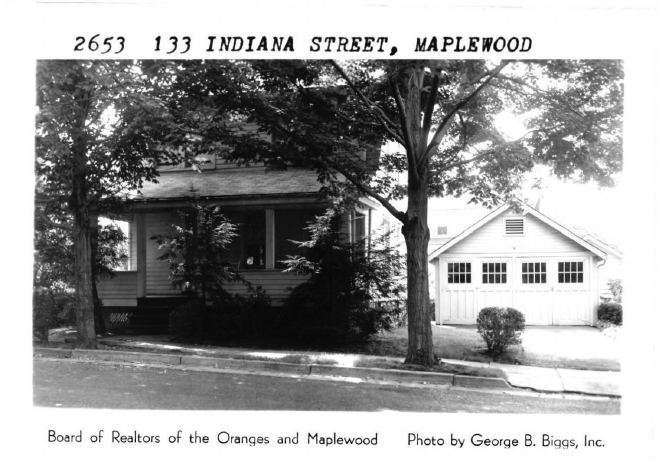 2653 133 INDIANA STREET, MAPLEWOOD
Board of Realtors of the Oranges and Maplewood Photo by George B. Biggs, Inc.